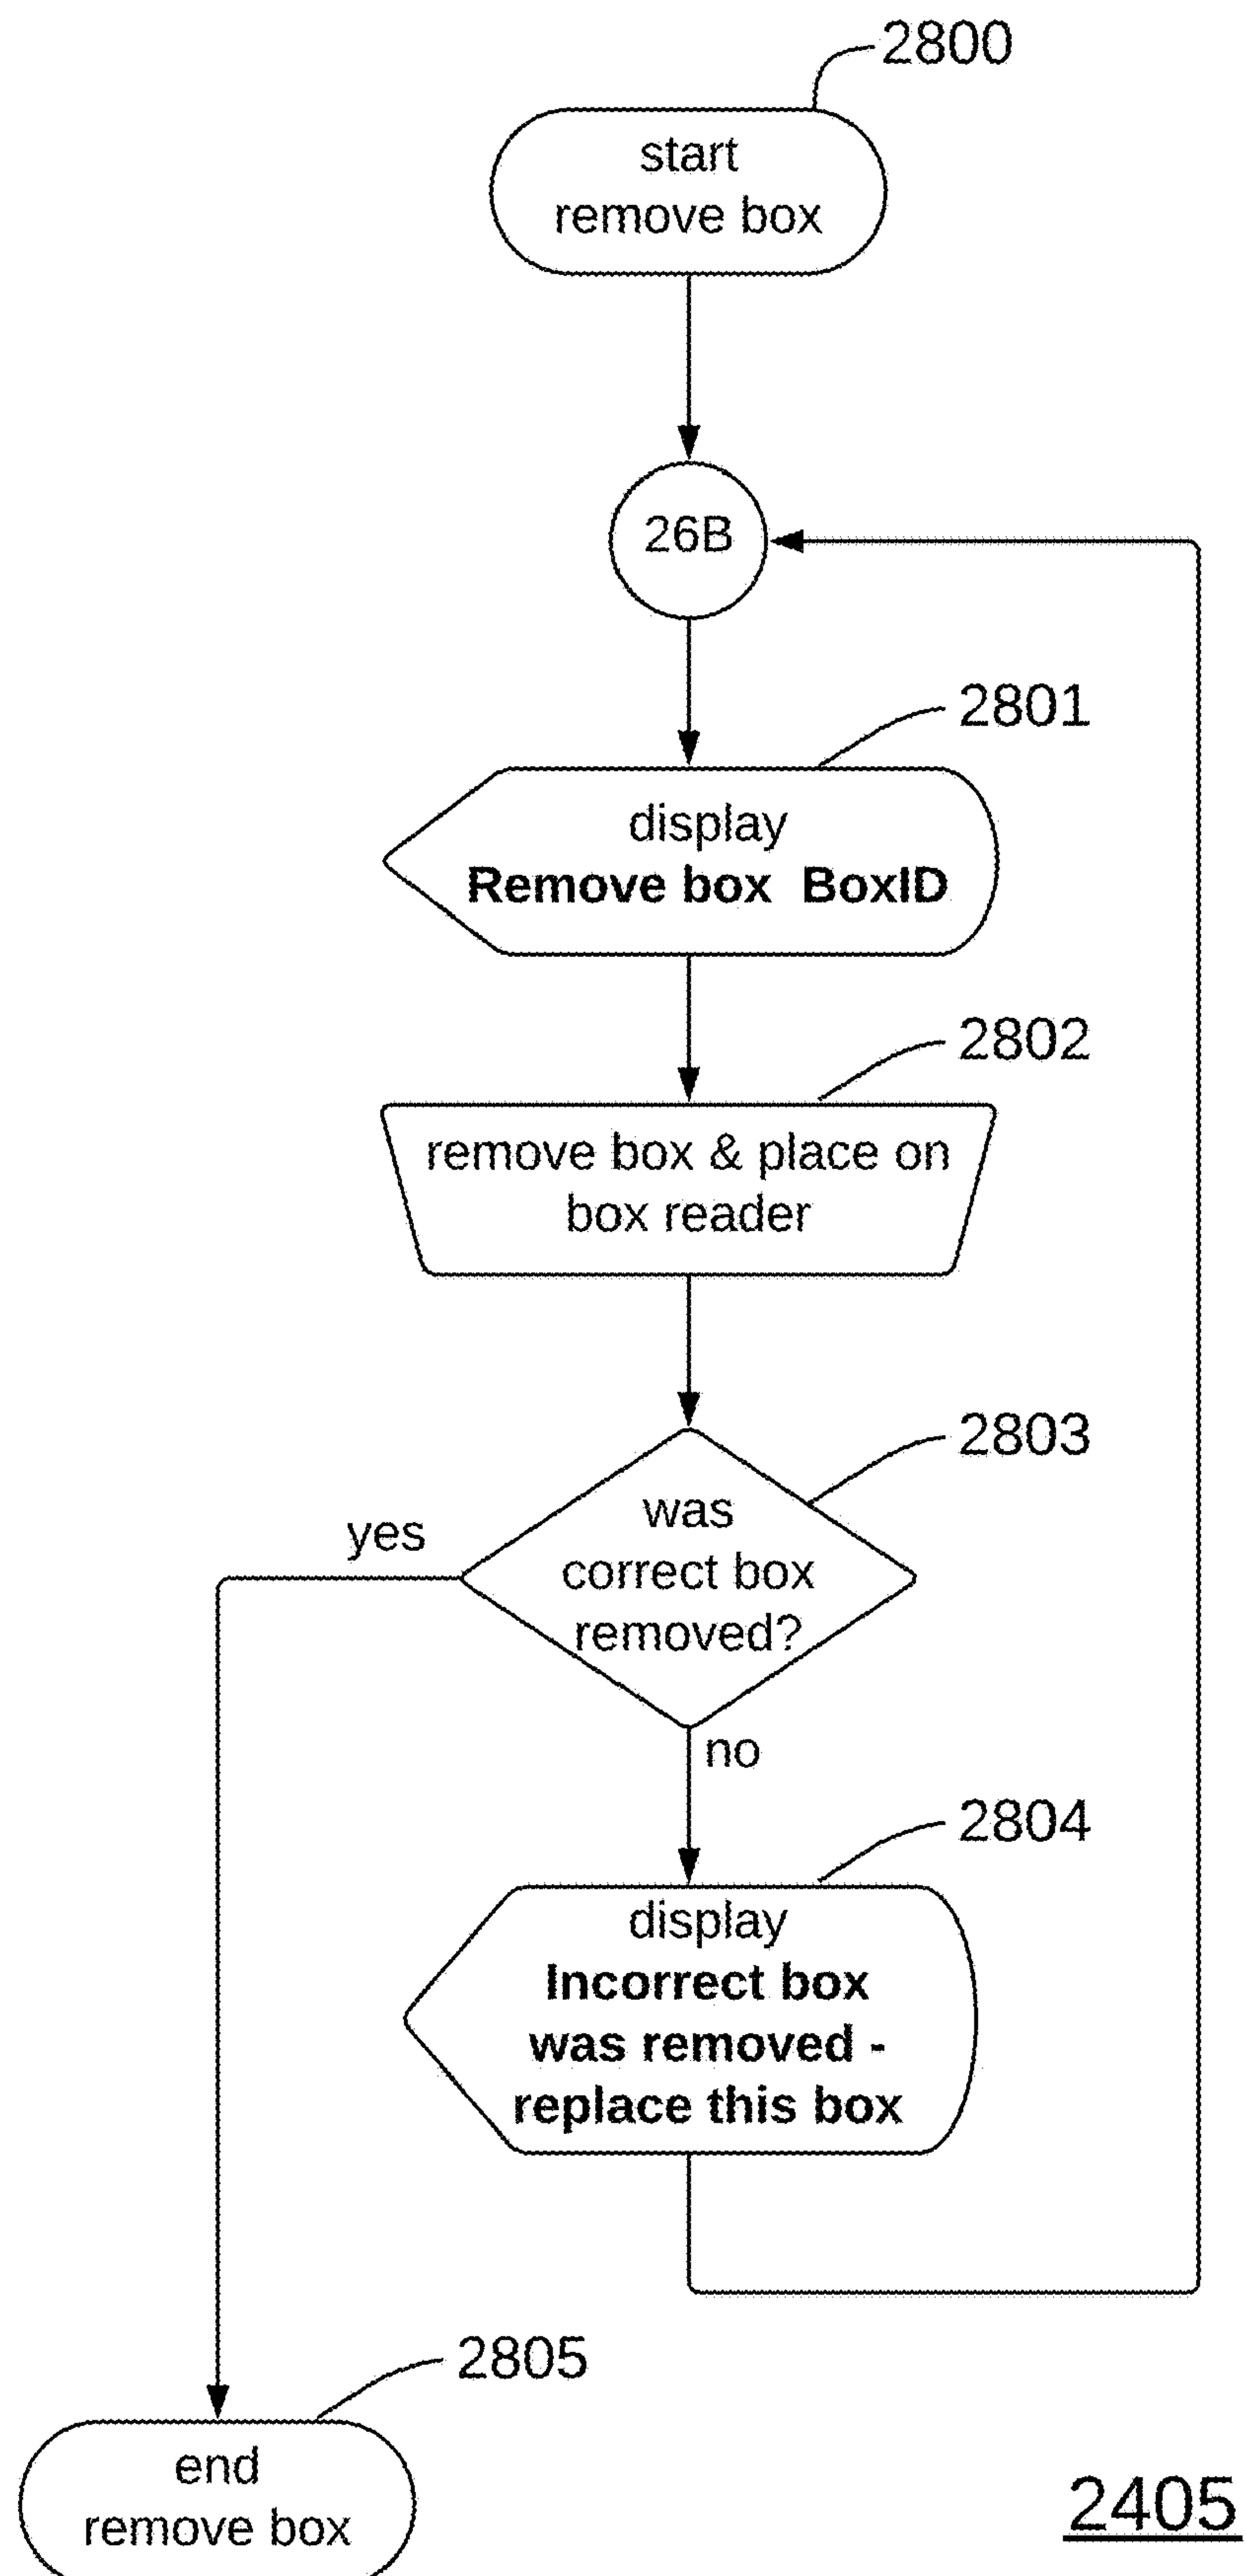 2800
start
remove box
26B
2801
display
Remove box BoxID
2802
remove box & place on
box reader
2803
was
correct box
removed?
yes
no
2804
display
Incorrect box
was removed -
replace this box
2805
end
remove box
2405